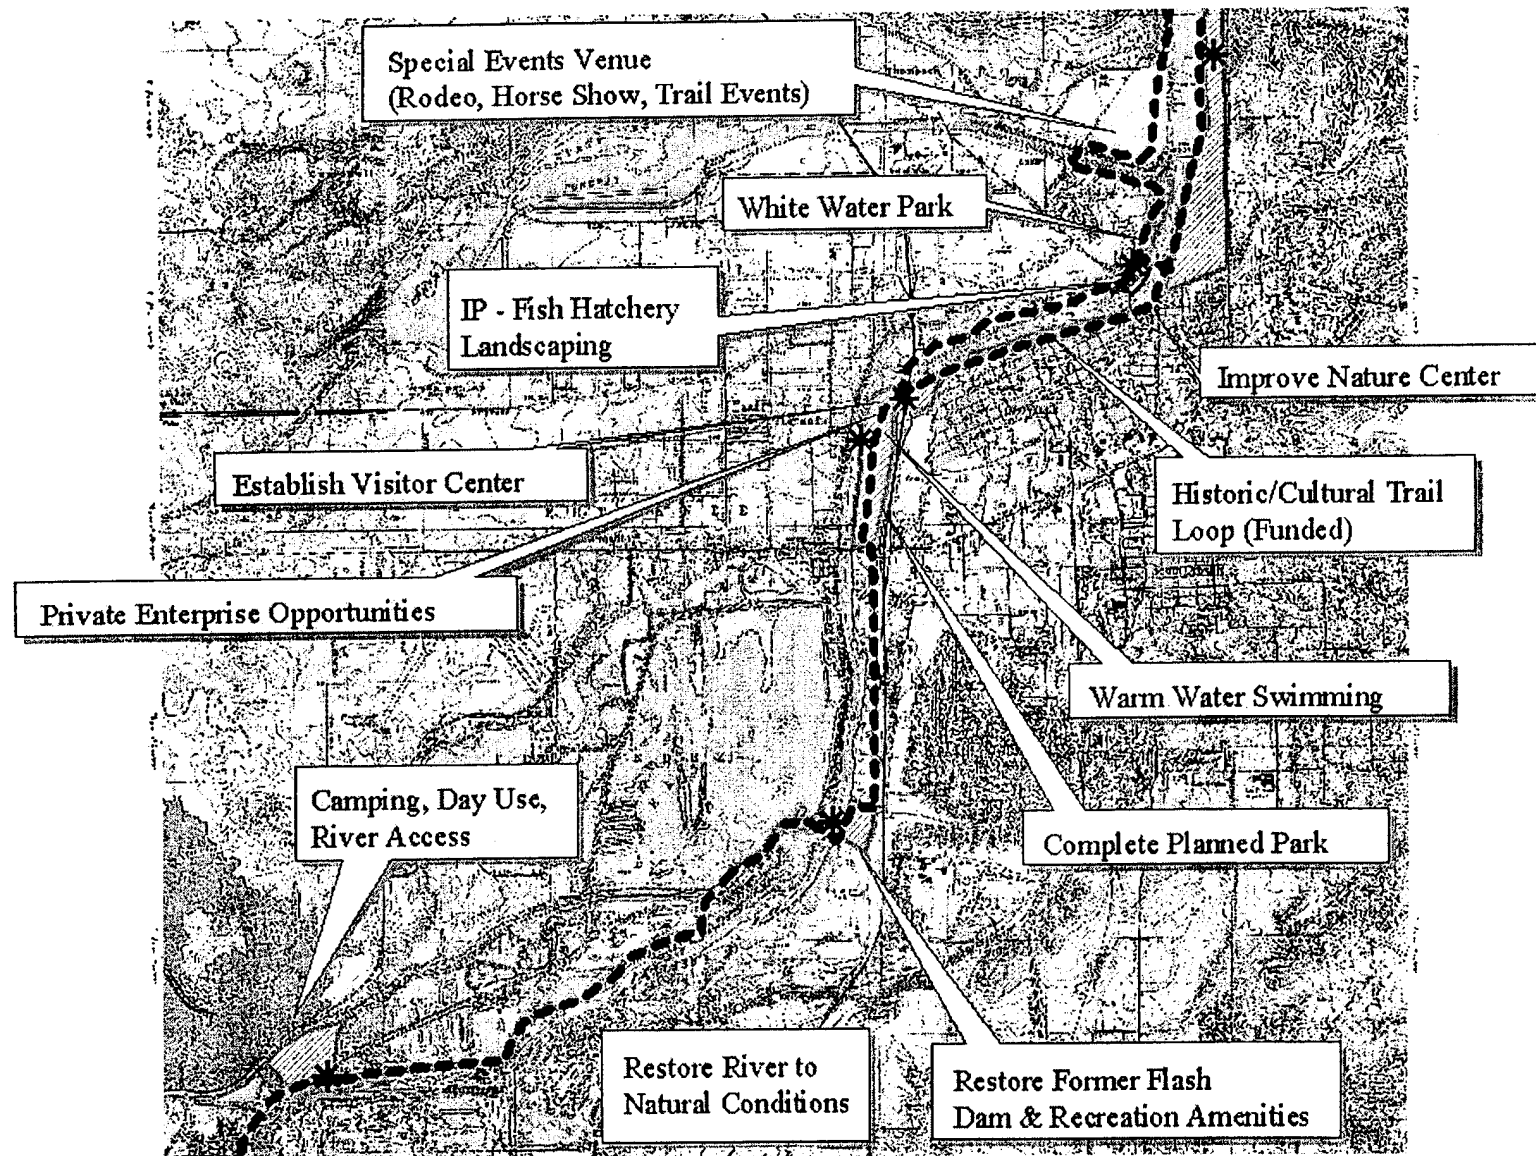 Special Events Venue
(Rodeo, Horse Show, Trail Events)
White Water Park
IP - Fish Hatchery
Landscaping
Improve Nature Center
Establish Visitor Center
Historic/Cultural Trail
Loop (Funded)
Private Enterprise Opportunities
Warm Water Swimming
Camping, Day Use,
River Access
Complete Planned Park
Restore River to
Natural Conditions
Restore Former Flash
Dam & Recreation Amenities